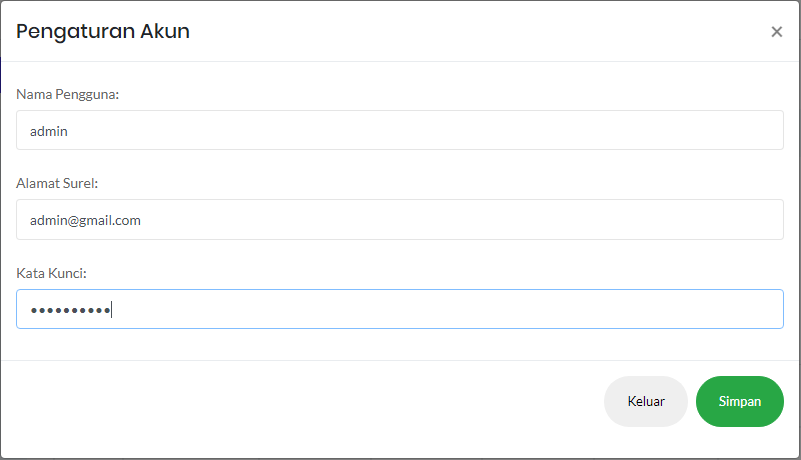 Pengaturan Akun
×
Nama Pengguna:
admin
Alamat Surel:
admin@gmail.com
Kata Kunci:
••••••••••
Keluar
Simpan